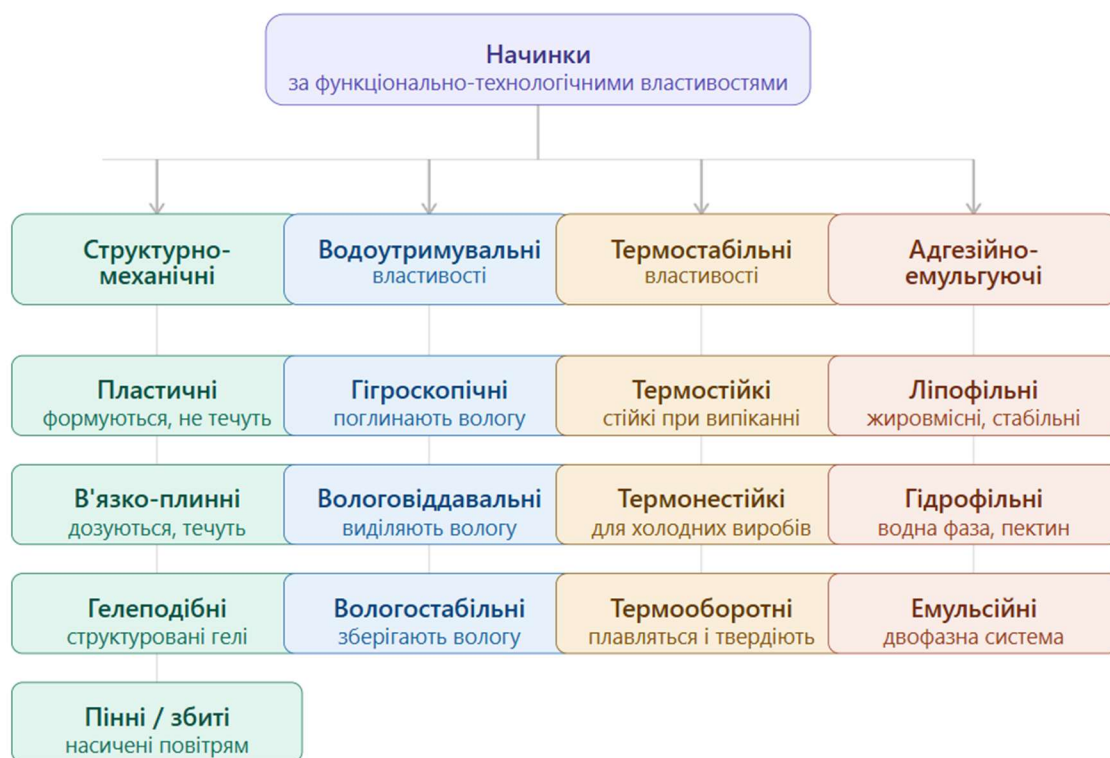 Начинки
за функціонально-технологічними властивостями
Структурно-
механічні
Водоутримувальні
властивості
Термостабільні
властивості
Адгезійно-
емульгуючі
Пластичні
формуються, не течуть
Гігроскопічні
поглинають вологу
Термостійкі
стійкі при випіканні
Ліпофільні
жировмісні, стабільні
В'язко-плинні
дозуються, течуть
Вологовіддавальні
виділяють вологу
Термонестійкі
для холодних виробів
Гідрофільні
водна фаза, пектин
Гелеподібні
структуровані гелі
Вологостабільні
зберігають вологу
Термооборотні
плавляться і твердіють
Емульсійні
двофазна система
Пінні / збиті
насичені повітрям